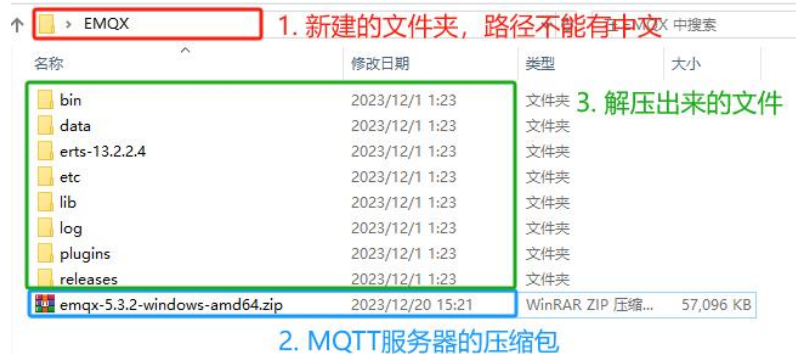 EMQX
1. 新建的文件夹，路径不能有中文
中搜索
名称 修改日期 类型 大小
bin 2023/12/1 1:23 文件夹
3. 解压出来的文件
data 2023/12/1 1:23 文件夹
erts-13.2.2.4 2023/12/1 1:23 文件夹
etc 2023/12/1 1:23 文件夹
lib 2023/12/1 1:23 文件夹
log 2023/12/1 1:23 文件夹
plugins 2023/12/1 1:23 文件夹
releases 2023/12/1 1:23 文件夹
emqx-5.3.2-windows-amd64.zip 2023/12/20 15:21 WinRAR ZIP 压缩... 57,096 KB
2. MQTT服务器的压缩包